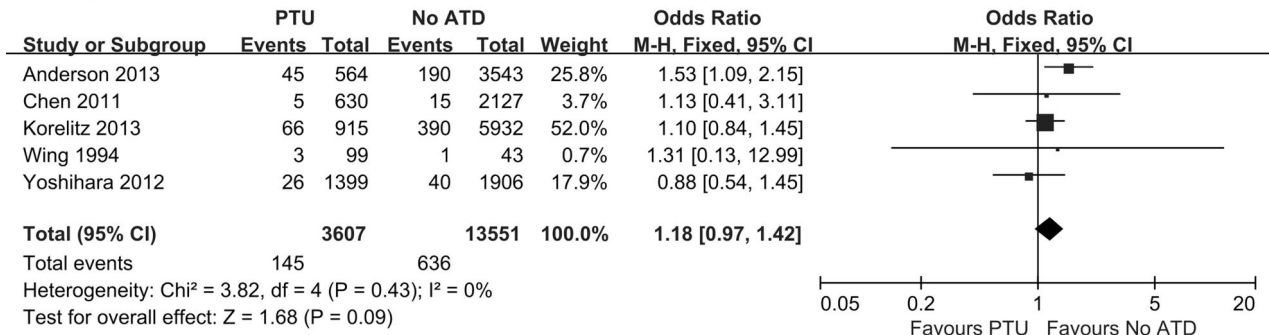 PTU No ATD Odds Ratio Odds Ratio
Study or Subgroup Events Total Events Total Weight M-H, Fixed, 95% CI M-H, Fixed, 95% CI
Anderson 2013 45 564 190 3543 25.8% 1.53 [1.09, 2.15]
Chen 2011 5 630 15 2127 3.7% 1.13 [0.41, 3.11]
Korelitz 2013 66 915 390 5932 52.0% 1.10 [0.84, 1.45]
Wing 1994 3 99 1 43 0.7% 1.31 [0.13, 12.99]
Yoshihara 2012 26 1399 40 1906 17.9% 0.88 [0.54, 1.45]
Total (95% CI) 3607 13551 100.0% 1.18 [0.97, 1.42]
Total events 145 636
Heterogeneity: Chi² = 3.82, df = 4 (P = 0.43); I² = 0%
Test for overall effect: Z = 1.68 (P = 0.09)
0.05 0.2 1 5 20
Favours PTU Favours No ATD